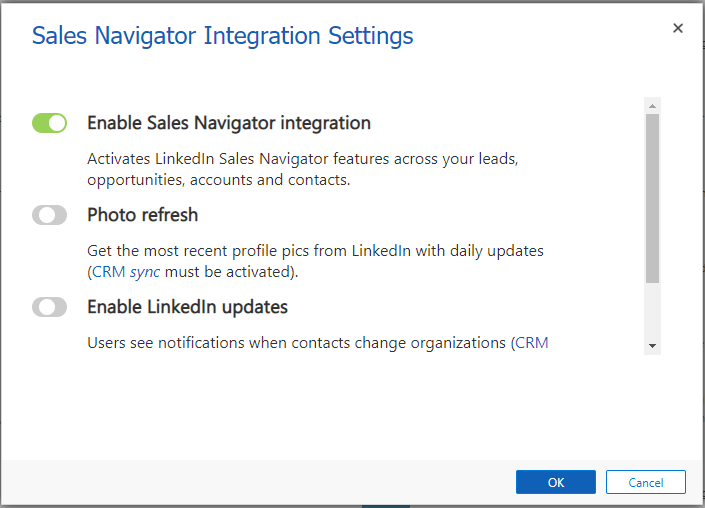 Sales Navigator Integration Settings
Enable Sales Navigator integration
Activates LinkedIn Sales Navigator features across your leads,
opportunities, accounts and contacts.
Photo refresh
Get the most recent profile pics from LinkedIn with daily updates
(CRM sync must be activated).
Enable LinkedIn updates
Users see notifications when contacts change organizations (CRM
OK
Cancel